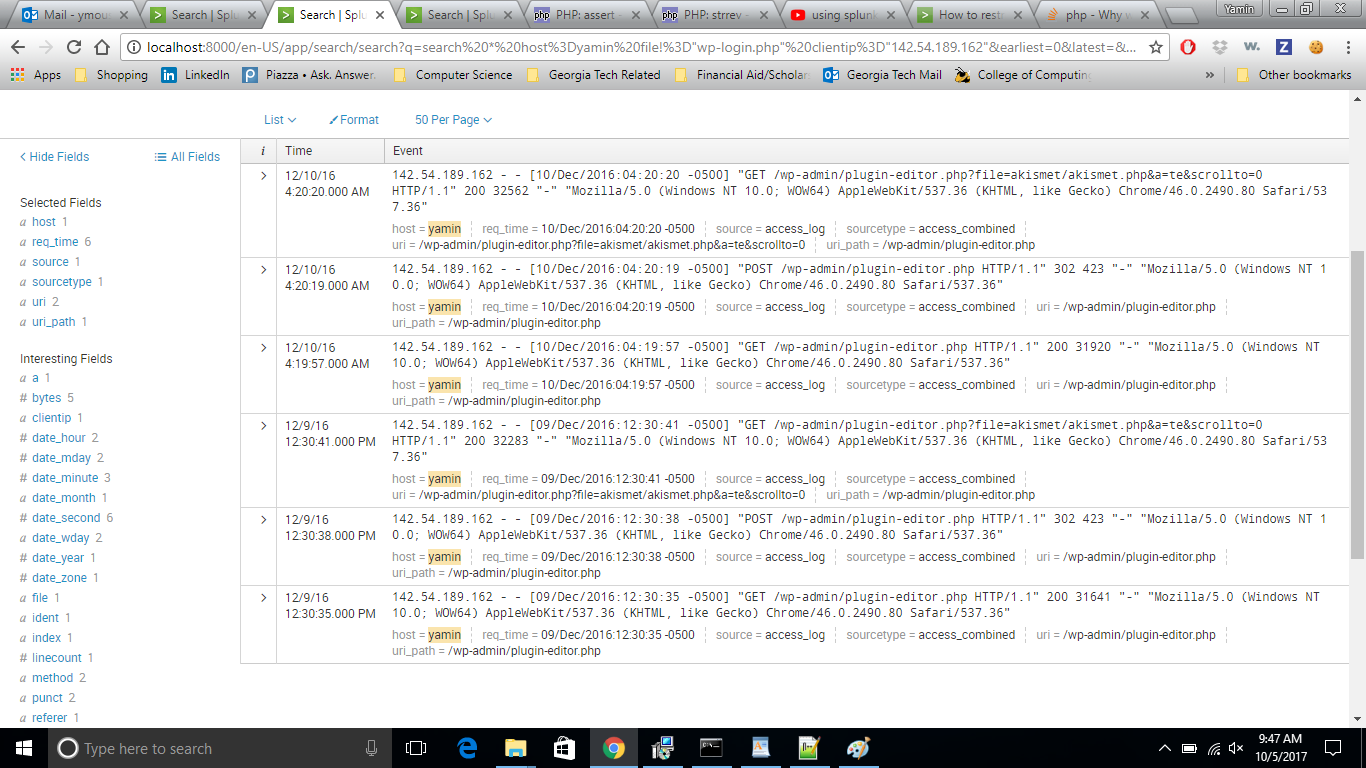 Mail - ymou Search | Splu Search | Splu Search | Splu PHP: assert - PHP: strrev - using splunk How to restr php - Why w Yamin
localhost:8000/en-US/app/search/search?q=search%20*%20host%3Dyamin%20file!%3D"wp-login.php"%20clientip%3D"142.54.189.162"&earliest=0&latest=&...
Apps Shopping LinkedIn Piazza • Ask. Answer. Computer Science Georgia Tech Related Financial Aid/Scholar Georgia Tech Mail College of Computin » Other bookmarks
List Format 50 Per Page
Hide Fields All Fields
i Time Event
Selected Fields
a host 1
a req_time 6
a source 1
a sourcetype 1
a uri 2
a uri_path 1
Interesting Fields
a a 1
# bytes 5
a clientip 1
# date_hour 2
# date_mday 2
# date_minute 3
a date_month 1
# date_second 6
a date_wday 2
# date_year 1
# date_zone 1
a file 1
a ident 1
a index 1
# linecount 1
a method 2
a punct 2
a referer 1
12/10/16
4:20:20.000 AM
142.54.189.162 - - [10/Dec/2016:04:20:20 -0500] "GET /wp-admin/plugin-editor.php?file=akismet/akismet.php&a=te&scrollto=0
HTTP/1.1" 200 32562 "-" "Mozilla/5.0 (Windows NT 10.0; WOW64) AppleWebKit/537.36 (KHTML, like Gecko) Chrome/46.0.2490.80 Safari/53
7.36"
host = yamin req_time = 10/Dec/2016:04:20:20 -0500 source = access_log sourcetype = access_combined
uri = /wp-admin/plugin-editor.php?file=akismet/akismet.php&a=te&scrollto=0 uri_path = /wp-admin/plugin-editor.php
12/10/16
4:20:19.000 AM
142.54.189.162 - - [10/Dec/2016:04:20:19 -0500] "POST /wp-admin/plugin-editor.php HTTP/1.1" 302 423 "-" "Mozilla/5.0 (Windows NT 1
0.0; WOW64) AppleWebKit/537.36 (KHTML, like Gecko) Chrome/46.0.2490.80 Safari/537.36"
host = yamin req_time = 10/Dec/2016:04:20:19 -0500 source = access_log sourcetype = access_combined uri = /wp-admin/plugin-editor.php
uri_path = /wp-admin/plugin-editor.php
12/10/16
4:19:57.000 AM
142.54.189.162 - - [10/Dec/2016:04:19:57 -0500] "GET /wp-admin/plugin-editor.php HTTP/1.1" 200 31920 "-" "Mozilla/5.0 (Windows NT
10.0; WOW64) AppleWebKit/537.36 (KHTML, like Gecko) Chrome/46.0.2490.80 Safari/537.36"
host = yamin req_time = 10/Dec/2016:04:19:57 -0500 source = access_log sourcetype = access_combined uri = /wp-admin/plugin-editor.php
uri_path = /wp-admin/plugin-editor.php
12/9/16
12:30:41.000 PM
142.54.189.162 - - [09/Dec/2016:12:30:41 -0500] "GET /wp-admin/plugin-editor.php?file=akismet/akismet.php&a=te&scrollto=0
HTTP/1.1" 200 32283 "-" "Mozilla/5.0 (Windows NT 10.0; WOW64) AppleWebKit/537.36 (KHTML, like Gecko) Chrome/46.0.2490.80 Safari/53
7.36"
host = yamin req_time = 09/Dec/2016:12:30:41 -0500 source = access_log sourcetype = access_combined
uri = /wp-admin/plugin-editor.php?file=akismet/akismet.php&a=te&scrollto=0 uri_path = /wp-admin/plugin-editor.php
12/9/16
12:30:38.000 PM
142.54.189.162 - - [09/Dec/2016:12:30:38 -0500] "POST /wp-admin/plugin-editor.php HTTP/1.1" 302 423 "-" "Mozilla/5.0 (Windows NT 1
0.0; WOW64) AppleWebKit/537.36 (KHTML, like Gecko) Chrome/46.0.2490.80 Safari/537.36"
host = yamin req_time = 09/Dec/2016:12:30:38 -0500 source = access_log sourcetype = access_combined uri = /wp-admin/plugin-editor.php
uri_path = /wp-admin/plugin-editor.php
12/9/16
12:30:35.000 PM
142.54.189.162 - - [09/Dec/2016:12:30:35 -0500] "GET /wp-admin/plugin-editor.php HTTP/1.1" 200 31641 "-" "Mozilla/5.0 (Windows NT
10.0; WOW64) AppleWebKit/537.36 (KHTML, like Gecko) Chrome/46.0.2490.80 Safari/537.36"
host = yamin req_time = 09/Dec/2016:12:30:35 -0500 source = access_log sourcetype = access_combined uri = /wp-admin/plugin-editor.php
uri_path = /wp-admin/plugin-editor.php
Type here to search
9:47 AM
10/5/2017